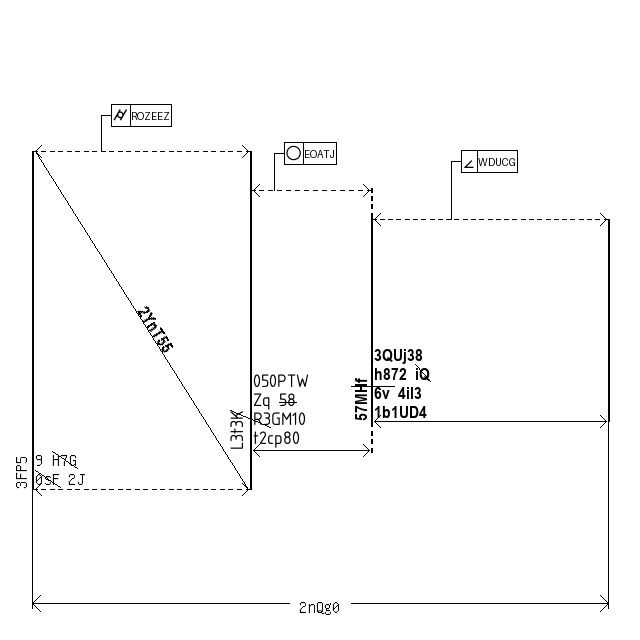 ROZEEZ
EOATJ
WDUCG
2YnT55
3QUj38
h872 iQ
6v 4iI3
1b1UD4
57MHf
050PTW
Zq 58
R3GM10
t2cp80
L3t3K
9 H7G
0sF 2J
3FP5
2nQg0